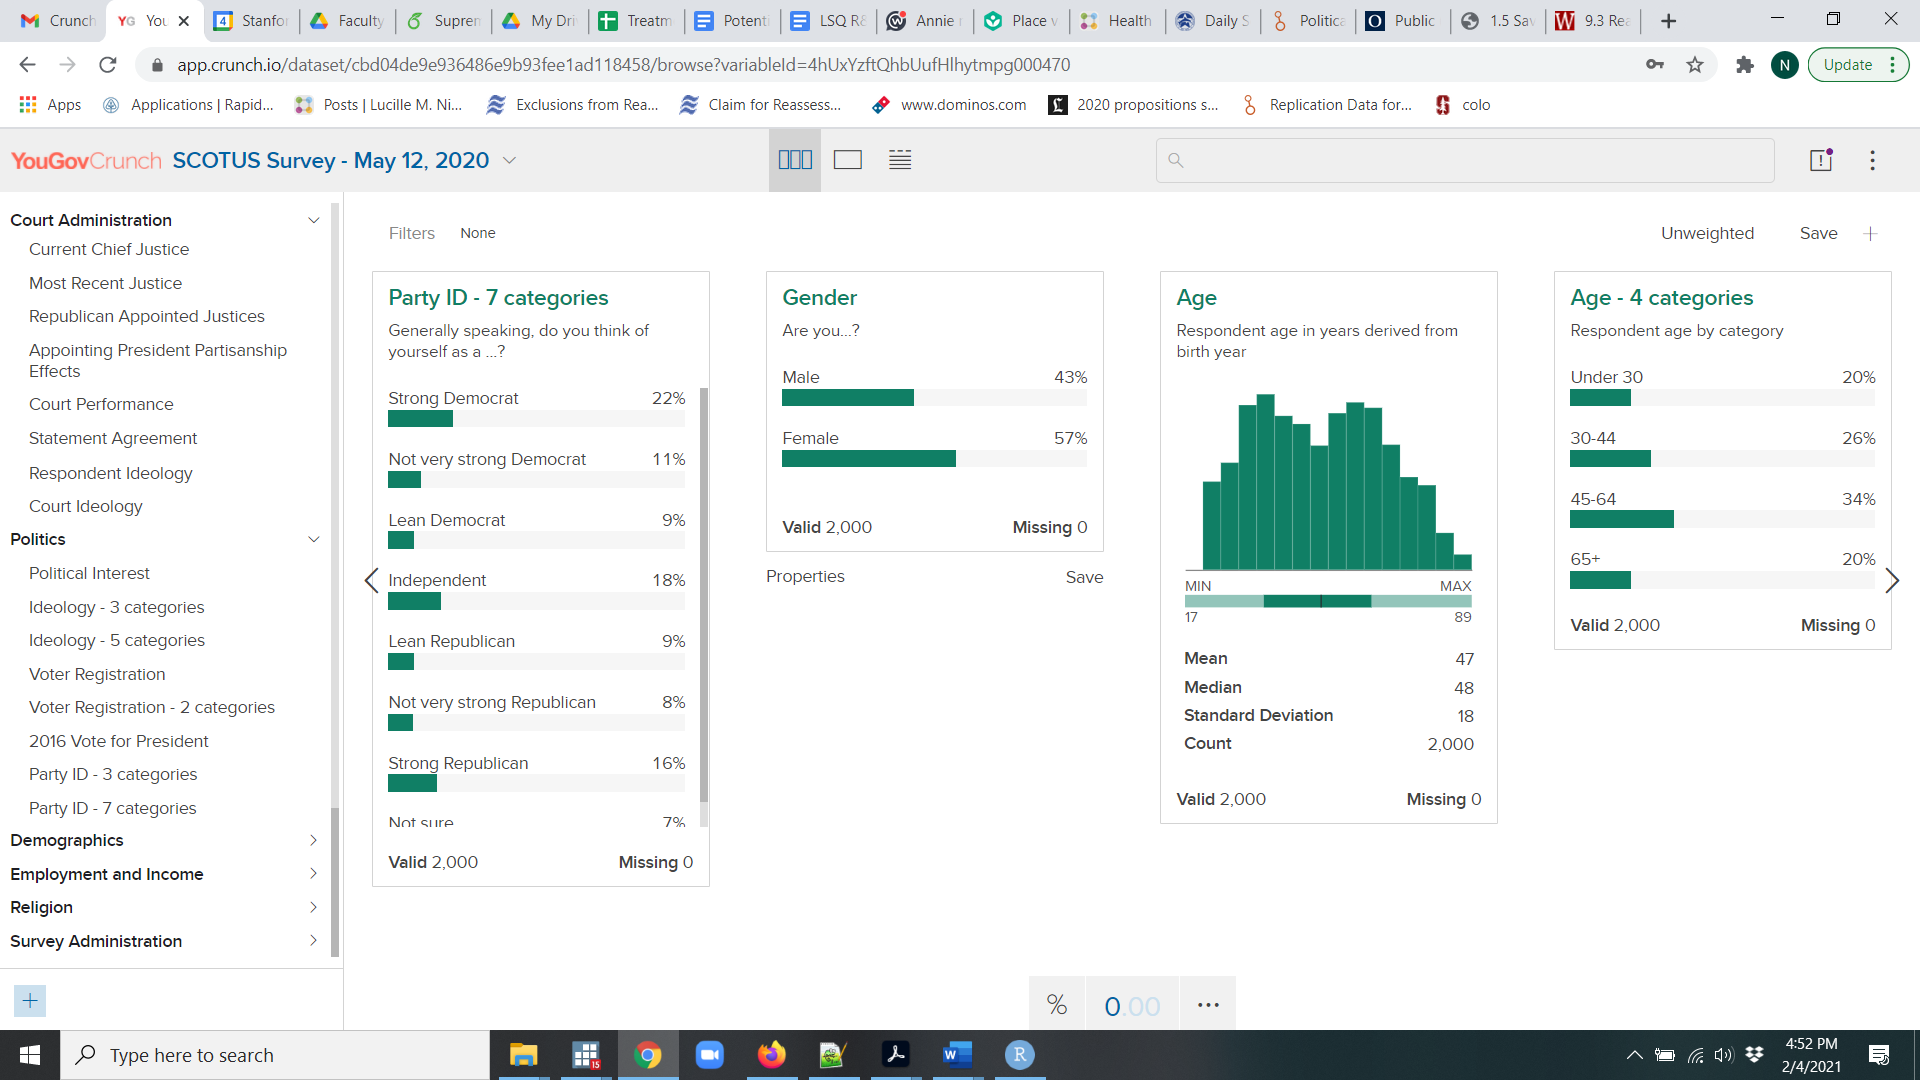 Crunch
YG You
4 Stanfo
Faculty
Suprem
My Dri
Treatm
Potenti
LSQ R&
Annie
Place v
Health
Daily S
Politica
Public
1.5 Sav
9.3 Rea
app.crunch.io/dataset/cbd04de9e936486e9b93fee1ad118458/browse?variableId=4hUxYzftQhbUufHlhytmpg000470
N
Update
Apps
Applications | Rapid...
Posts | Lucille M. Ni...
Exclusions from Rea...
Claim for Reassess...
www.dominos.com
2020 propositions s...
Replication Data for...
colo
YouGovCrunch SCOTUS Survey - May 12, 2020
Court Administration
Current Chief Justice
Most Recent Justice
Republican Appointed Justices
Appointing President Partisanship
Effects
Court Performance
Statement Agreement
Respondent Ideology
Court Ideology
Politics
Political Interest
Ideology - 3 categories
Ideology - 5 categories
Voter Registration
Voter Registration - 2 categories
2016 Vote for President
Party ID - 3 categories
Party ID - 7 categories
Demographics
Employment and Income
Religion
Survey Administration
+
Filters None
Unweighted Save +
Party ID - 7 categories
Generally speaking, do you think of
yourself as a ...?
Strong Democrat 22%
Not very strong Democrat 11%
Lean Democrat 9%
Independent 18%
Lean Republican 9%
Not very strong Republican 8%
Strong Republican 16%
Not sure 7%
Valid 2,000 Missing 0
Gender
Are you...?
Male 43%
Female 57%
Valid 2,000 Missing 0
Properties Save
Age
Respondent age in years derived from
birth year
MIN MAX
17 89
Mean 47
Median 48
Standard Deviation 18
Count 2,000
Valid 2,000 Missing 0
Age - 4 categories
Respondent age by category
Under 30 20%
30-44 26%
45-64 34%
65+ 20%
Valid 2,000 Missing 0
% 0.00 ...
Type here to search
15
W
R
4:52 PM
2/4/2021